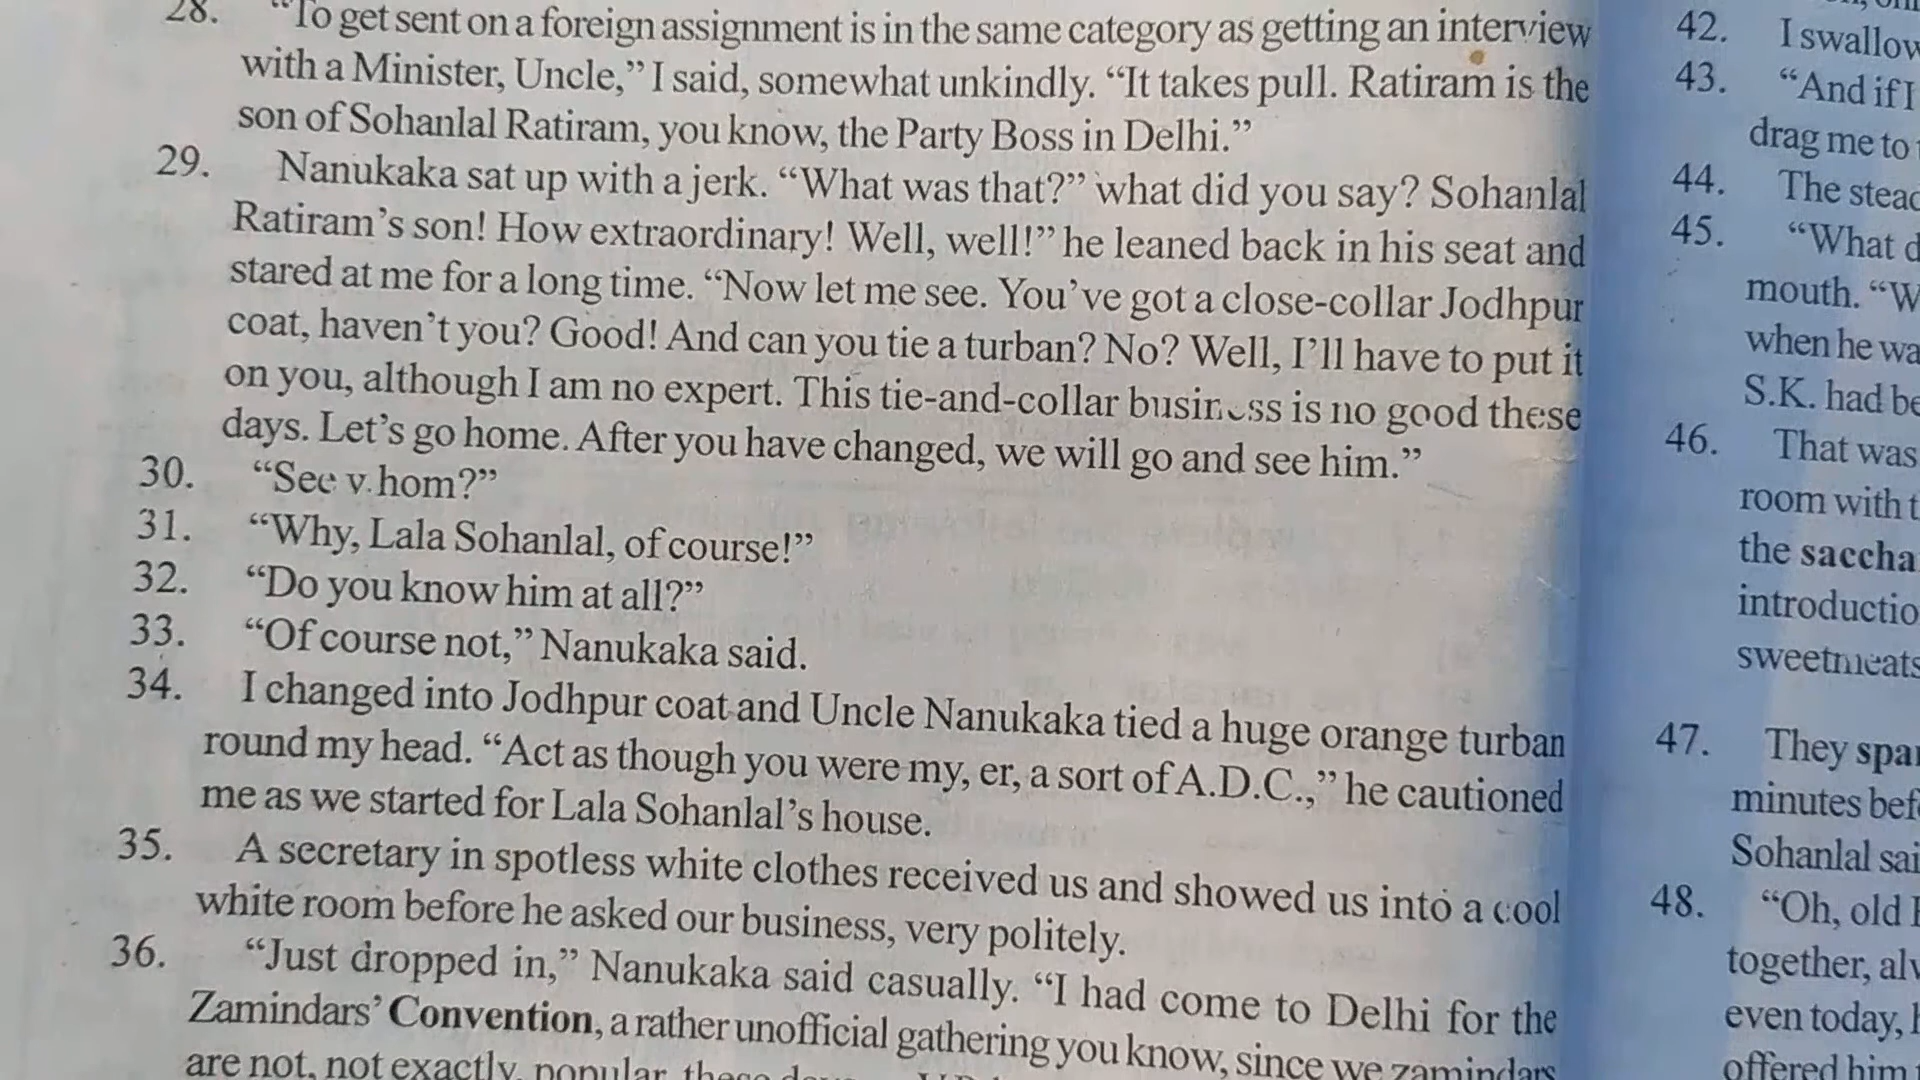 28. “To get sent on a foreign assignment is in the same category as getting an interview
with a Minister, Uncle,” I said, somewhat unkindly. “It takes pull. Ratiram is the
son of Sohanlal Ratiram, you know, the Party Boss in Delhi.”
29. Nanukaka sat up with a jerk. “What was that?” what did you say? Sohanlal
Ratiram’s son! How extraordinary! Well, well!” he leaned back in his seat and
stared at me for a long time. “Now let me see. You’ve got a close-collar Jodhpur
coat, haven’t you? Good! And can you tie a turban? No? Well, I’ll have to put it
on you, although I am no expert. This tie-and-collar business is no good these
days. Let’s go home. After you have changed, we will go and see him.”
30. “See whom?”
31. “Why, Lala Sohanlal, of course!”
32. “Do you know him at all?”
33. “Of course not,” Nanukaka said.
34. I changed into Jodhpur coat and Uncle Nanukaka tied a huge orange turban
round my head. “Act as though you were my, er, a sort of A.D.C.,” he cautioned
me as we started for Lala Sohanlal’s house.
35. A secretary in spotless white clothes received us and showed us into a cool
white room before he asked our business, very politely.
36. “Just dropped in,” Nanukaka said casually. “I had come to Delhi for the
Zamindars’ Convention, a rather unofficial gathering you know, since we zamindars
are not, not exactly, popular these
42. I swallow
43. “And if I
drag me to
44. The
45. “What
mouth.
when he
S.K. had
46. That was
room with
the
47. They
minutes
Sohanlal
48. “Oh, old
together,
even today,
offered him